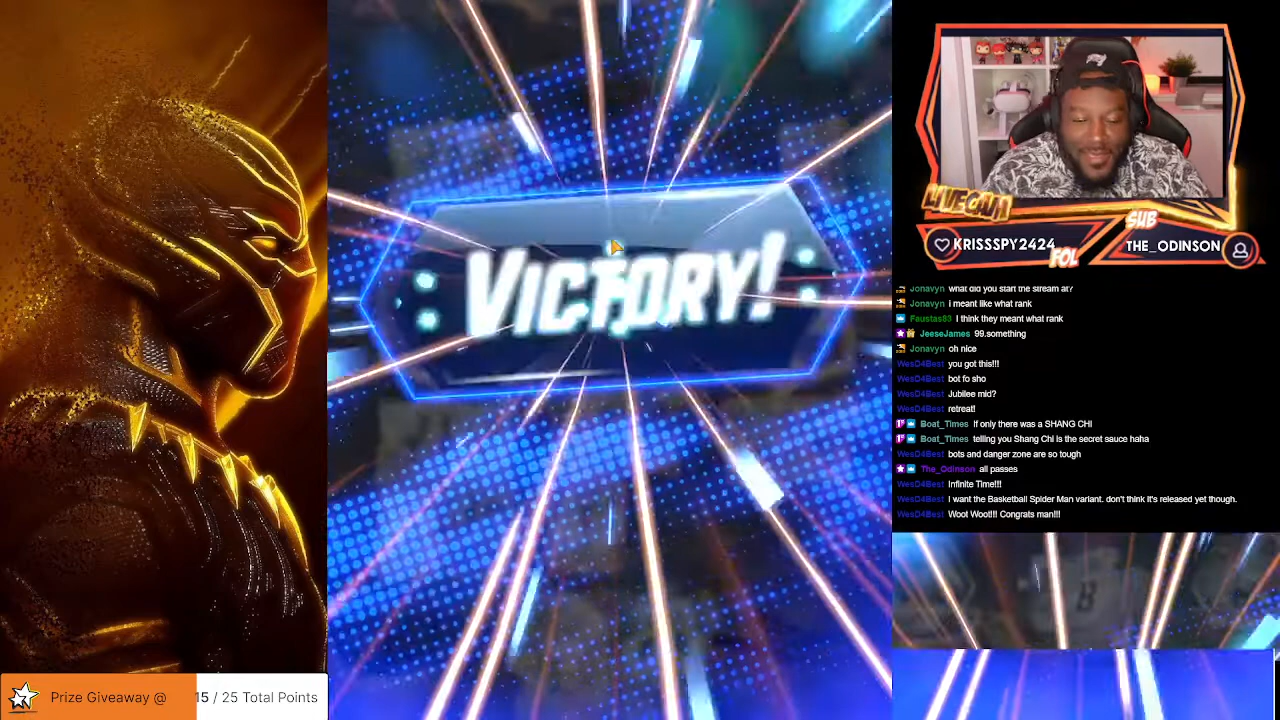 VICTORY!
LIVECAM
KRISSSPY2424
FOL
SUB
THE_ODINSON
Jonavyn what did you start the stream at?
Jonavyn i meant like what rank
Faustas83 I think they meant what rank
JeeseJames 99.something
Jonavyn oh nice
WesD4Best you got this!!!
WesD4Best bot fo sho
WesD4Best Jubilee mid?
WesD4Best retreat!
Boat_Times If only there was a SHANG CHI
Boat_Times telling you Shang Chi is the secret sauce haha
WesD4Best bots and danger zone are so tough
The_Odinson all passes
WesD4Best Infinite Time!!!
WesD4Best I want the Basketball Spider Man variant. don't think it's released yet though.
WesD4Best Woot Woot!!! Congrats man!!!
Prize Giveaway @ 15 / 25 Total Points